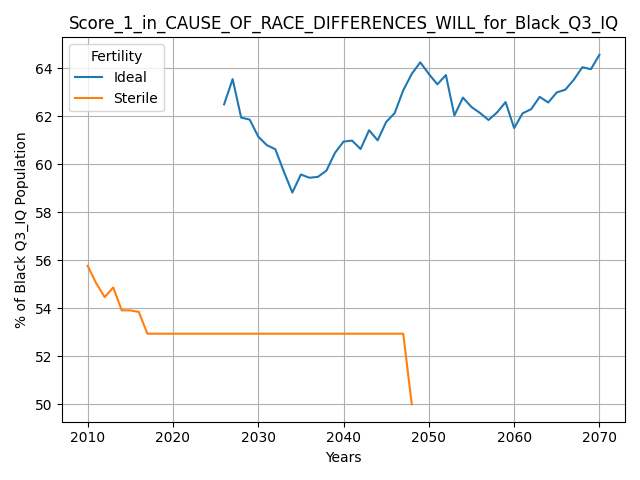 Score_1_in_CAUSE_OF_RACE_DIFFERENCES_WILL_for_Black_Q3_IQ
Fertility
Ideal
Sterile
% of Black Q3_IQ Population
64
62
60
58
56
54
52
50
2010 2020 2030 2040 2050 2060 2070
Years